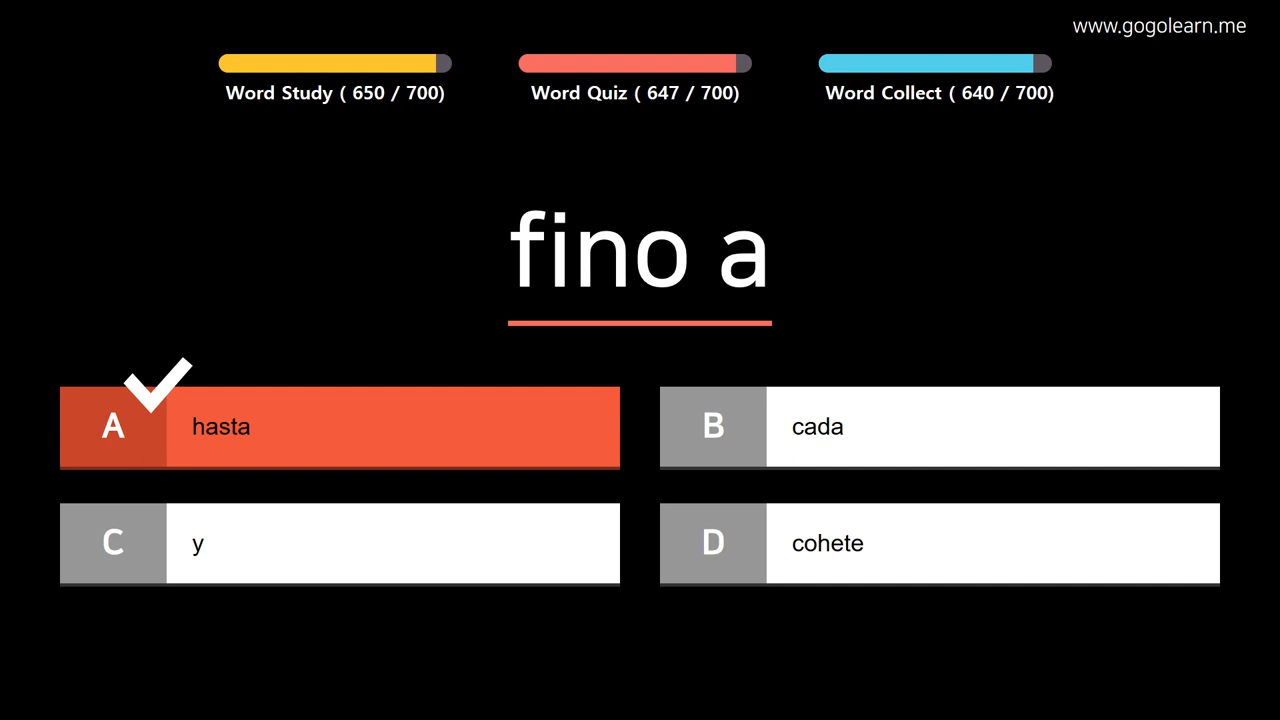 www.gogolearn.me
Word Study ( 650 / 700)
Word Quiz ( 647 / 700)
Word Collect ( 640 / 700)
fino a
A hasta
B cada
C y
D cohete